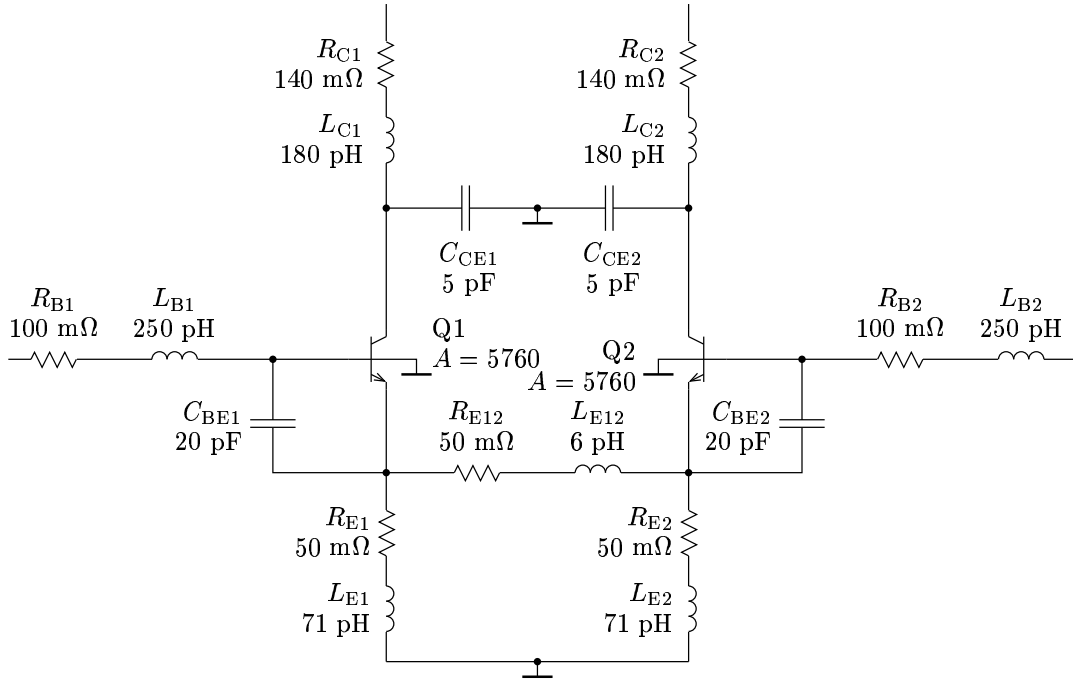 R_C1
140 mΩ
R_C2
140 mΩ
L_C1
180 pH
L_C2
180 pH
C_CE1
5 pF
C_CE2
5 pF
R_B1
100 mΩ
L_B1
250 pH
Q1
A = 5760
Q2
A = 5760
R_B2
100 mΩ
L_B2
250 pH
C_BE1
20 pF
R_E12
50 mΩ
L_E12
6 pH
C_BE2
20 pF
R_E1
50 mΩ
R_E2
50 mΩ
L_E1
71 pH
L_E2
71 pH